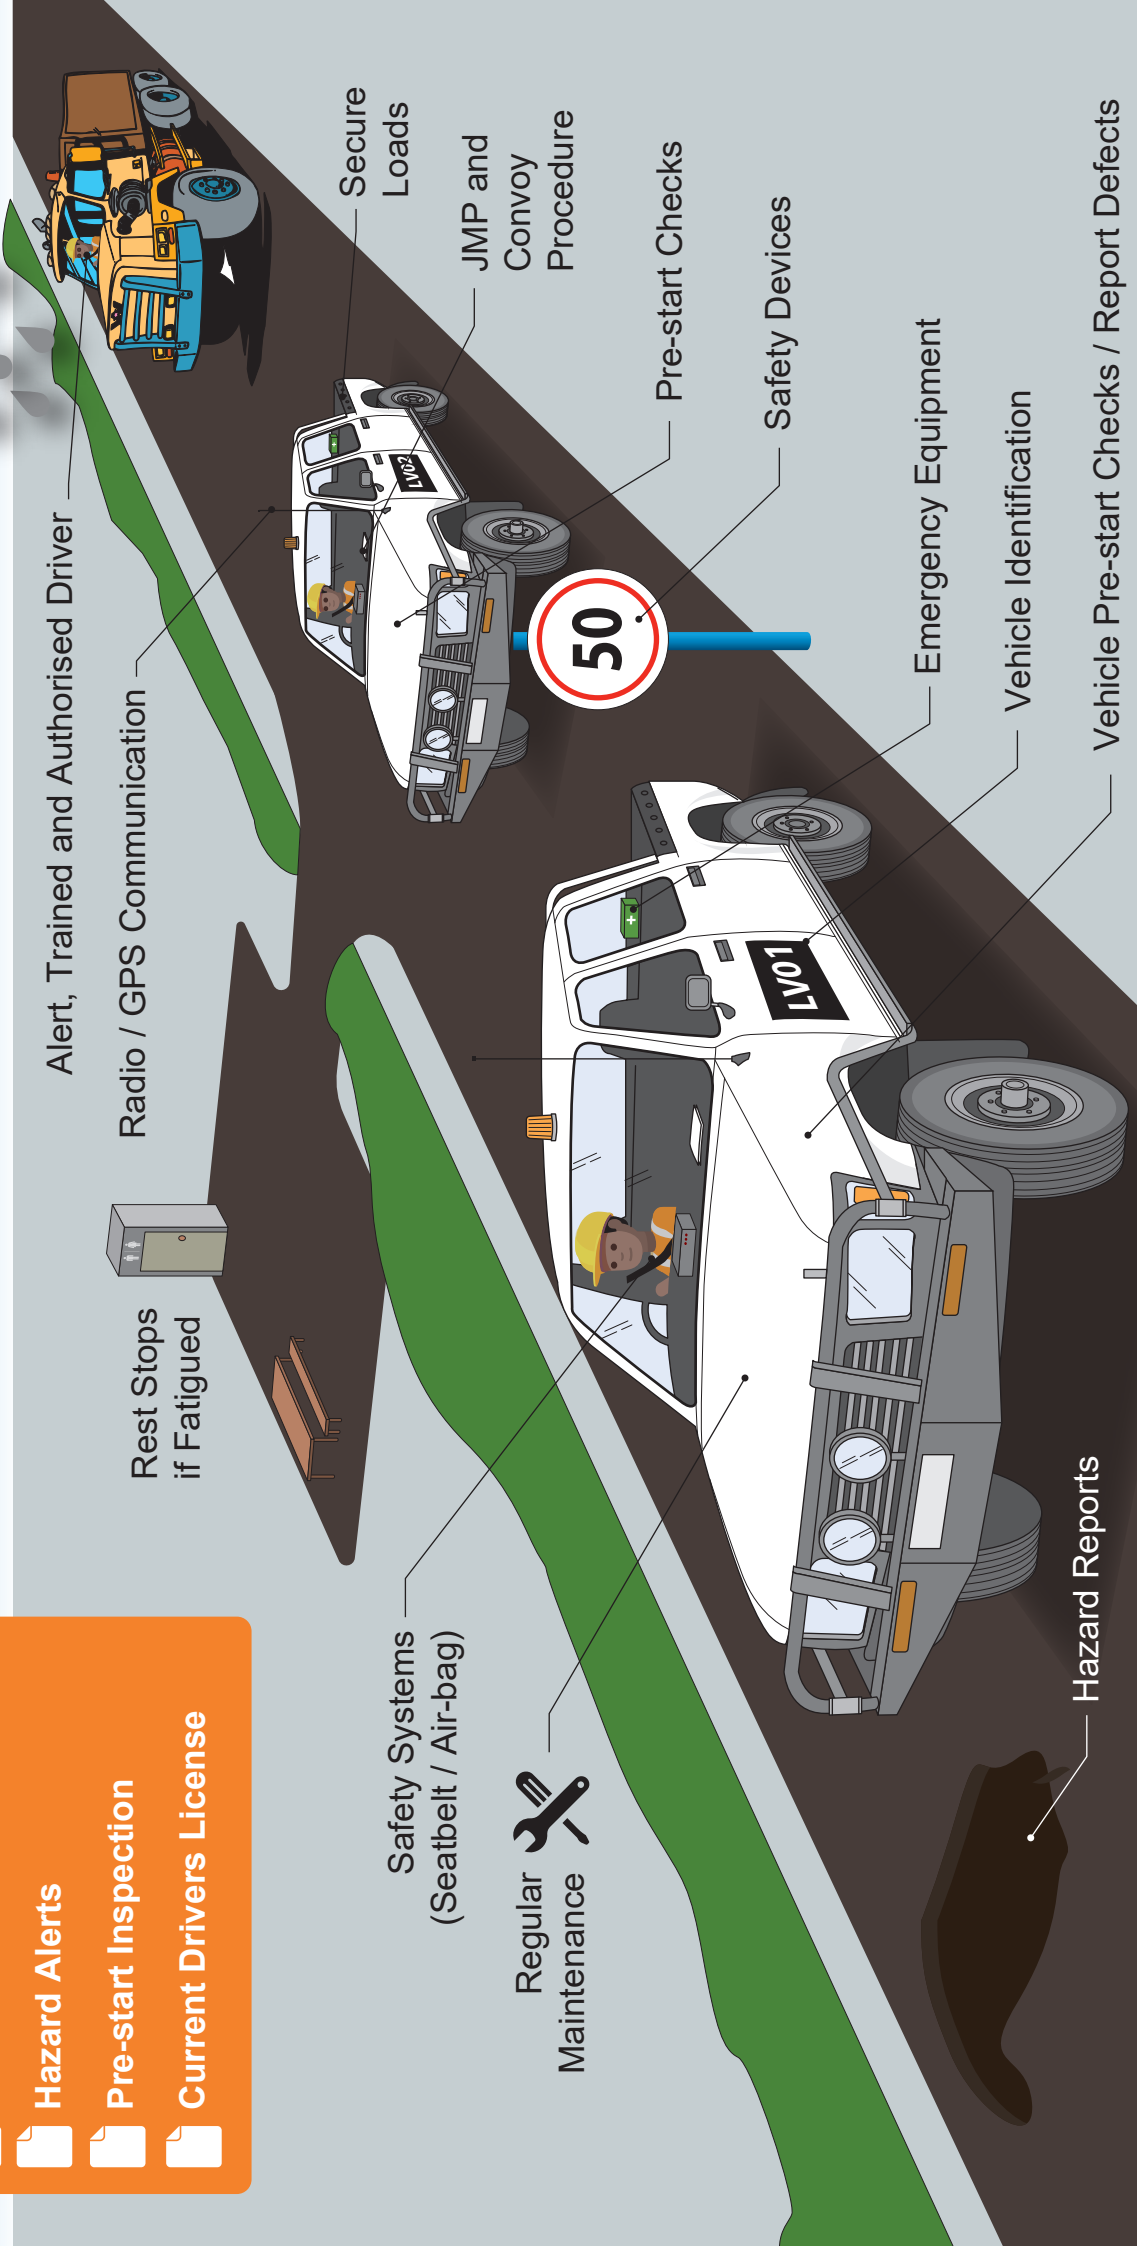 Hazard Alerts
Pre-start Inspection
Current Drivers License
Rest Stops
if Fatigued
Alert, Trained and Authorised Driver
Radio / GPS Communication
Safety Systems
(Seatbelt / Air-bag)
Regular
Maintenance
Secure
Loads
JMP and
Convoy
Procedure
Pre-start Checks
Safety Devices
Emergency Equipment
Vehicle Identification
Vehicle Pre-start Checks / Report Defects
Hazard Reports
LV02
50
LV01